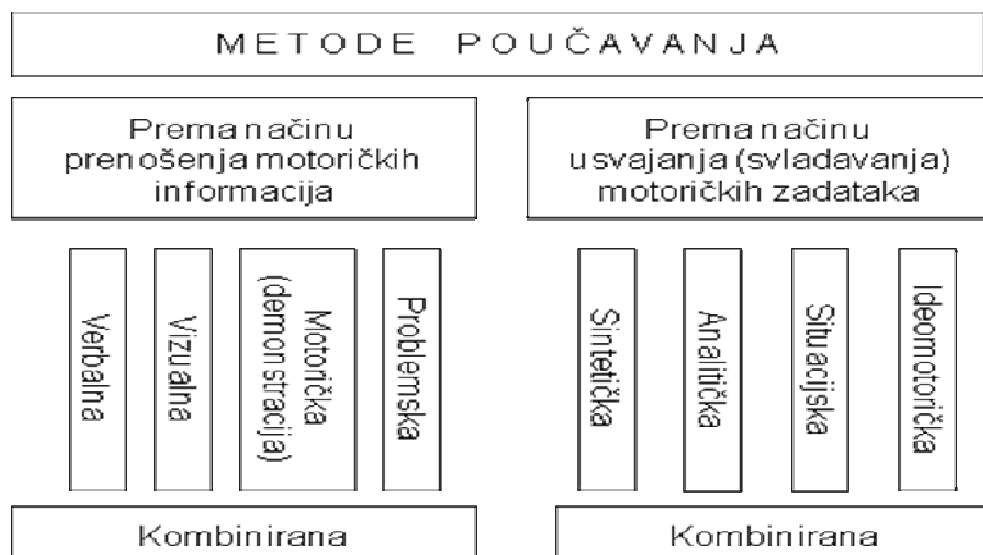 METODE POUČAVANJA
Prema načinu
prenošenja motoričkih
informacija
Prema načinu
usvajanja (svladavanja)
motoričkih zadataka
Verbalna
Vizualna
Motorička
(demonstracija)
Problemska
Sintetička
Analitička
Situacijska
Ideomotorička
Kombinirana
Kombinirana